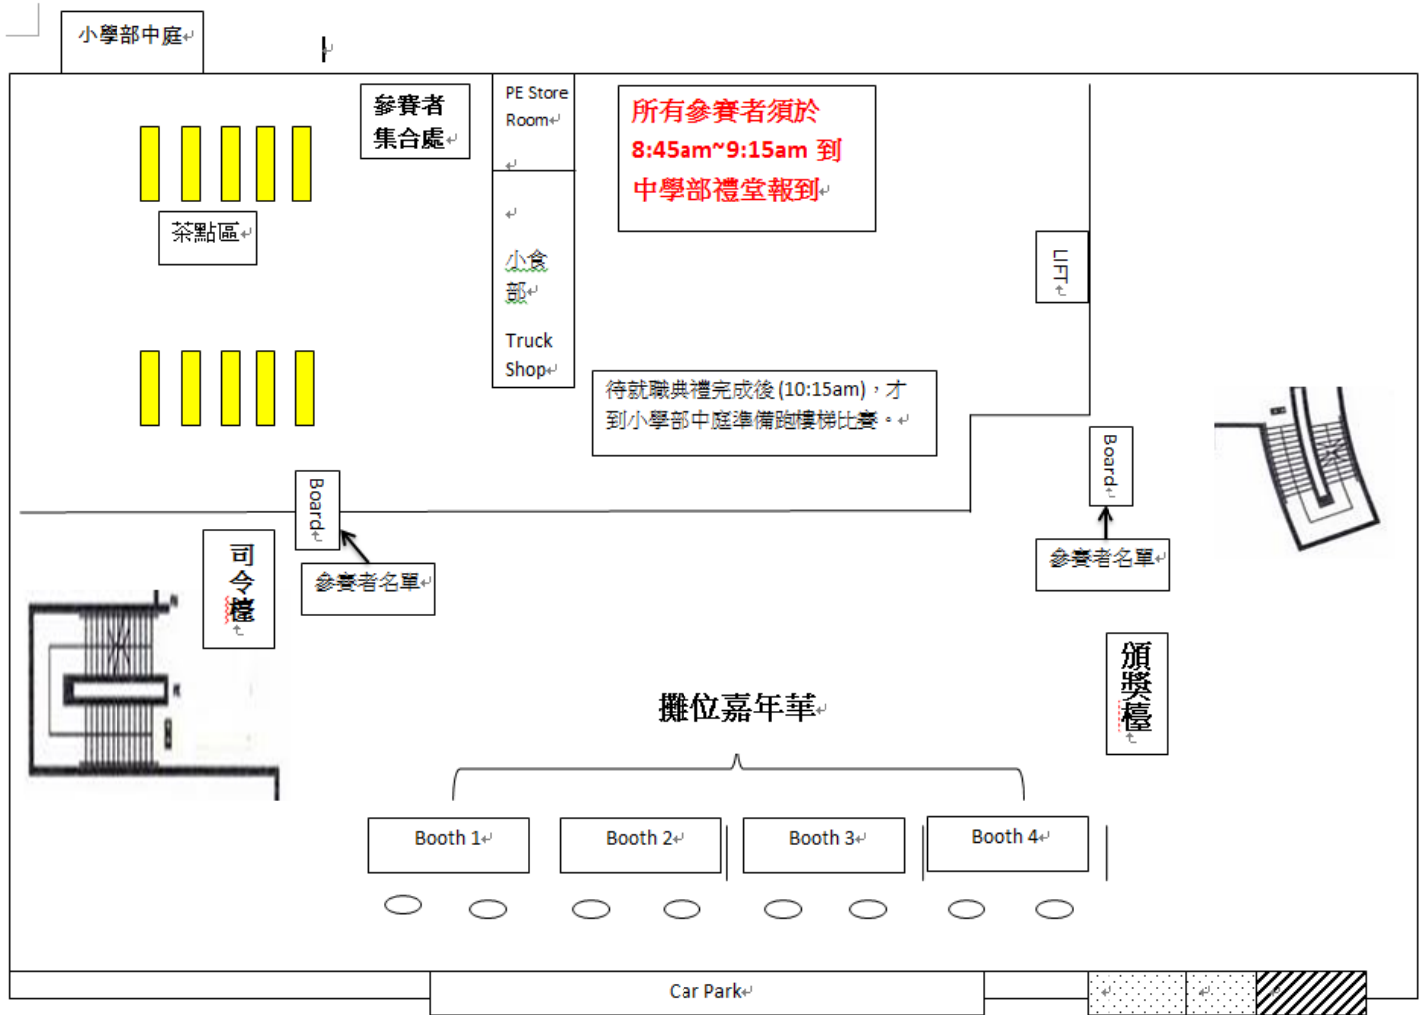 小學部中庭
參賽者
集合處
PE Store
Room
所有參賽者須於
8:45am~9:15am 到
中學部禮堂報到
茶點區
小食
部
Truck
Shop
LIFT
待就職典禮完成後 (10:15am)，才
到小學部中庭準備跑樓梯比賽。
Board
Board
司令檯
參賽者名單
參賽者名單
頒獎檯
攤位嘉年華
Booth 1
Booth 2
Booth 3
Booth 4
Car Park